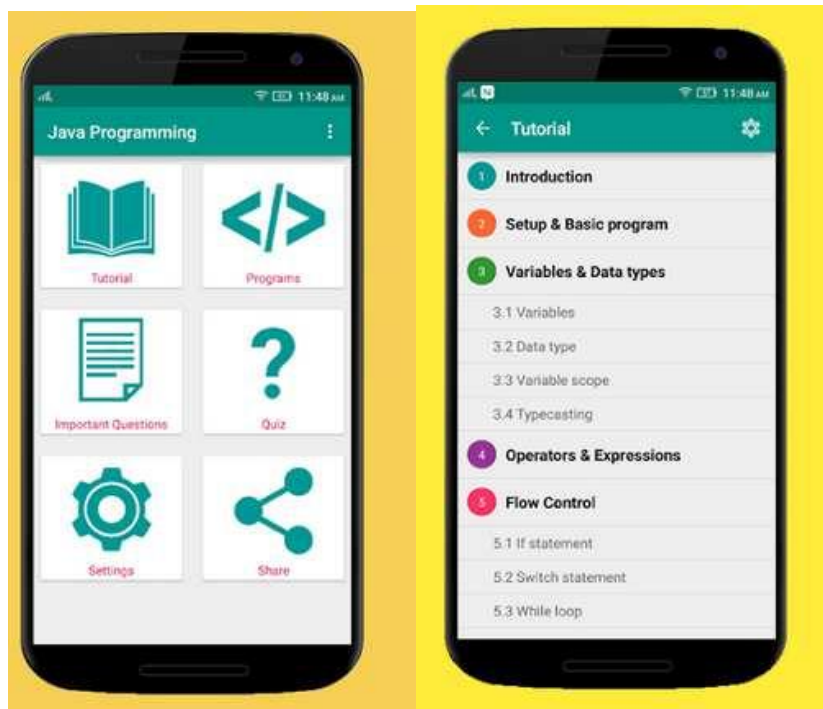 11:48 AM
Java Programming
Tutorial
Programs
Important Questions
Quiz
Settings
Share
11:48 AM
Tutorial
1 Introduction
2 Setup & Basic program
3 Variables & Data types
3.1 Variables
3.2 Data type
3.3 Variable scope
3.4 Typecasting
4 Operators & Expressions
5 Flow Control
5.1 If statement
5.2 Switch statement
5.3 While loop